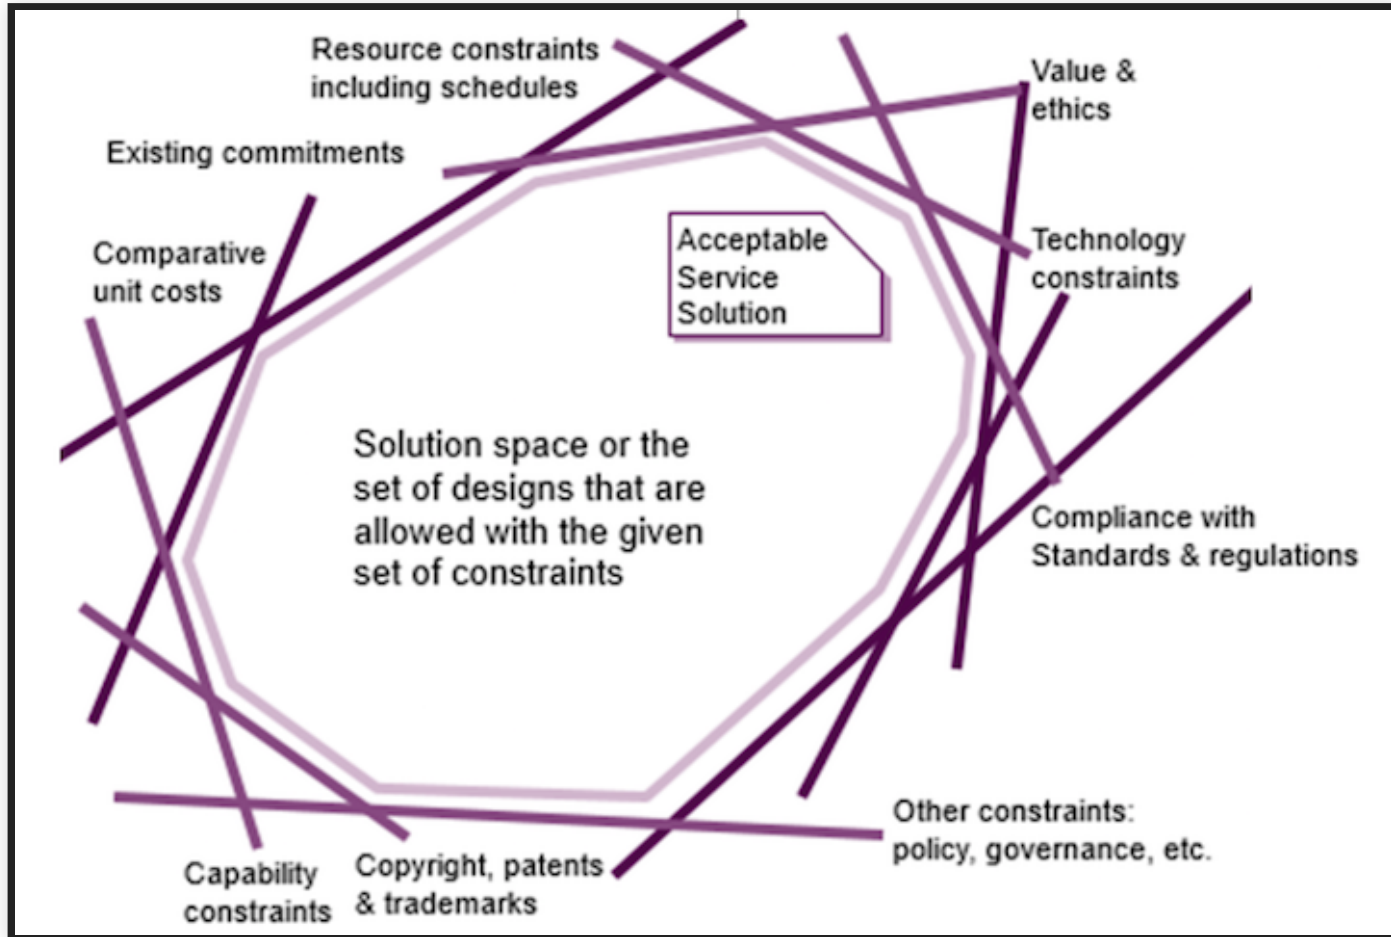 Resource constraints
including schedules
Value &
ethics
Existing commitments
Comparative
unit costs
Acceptable
Service
Solution
Technology
constraints
Solution space or the
set of designs that are
allowed with the given
set of constraints
Compliance with
Standards & regulations
Other constraints:
policy, governance, etc.
Capability
constraints
Copyright, patents
& trademarks